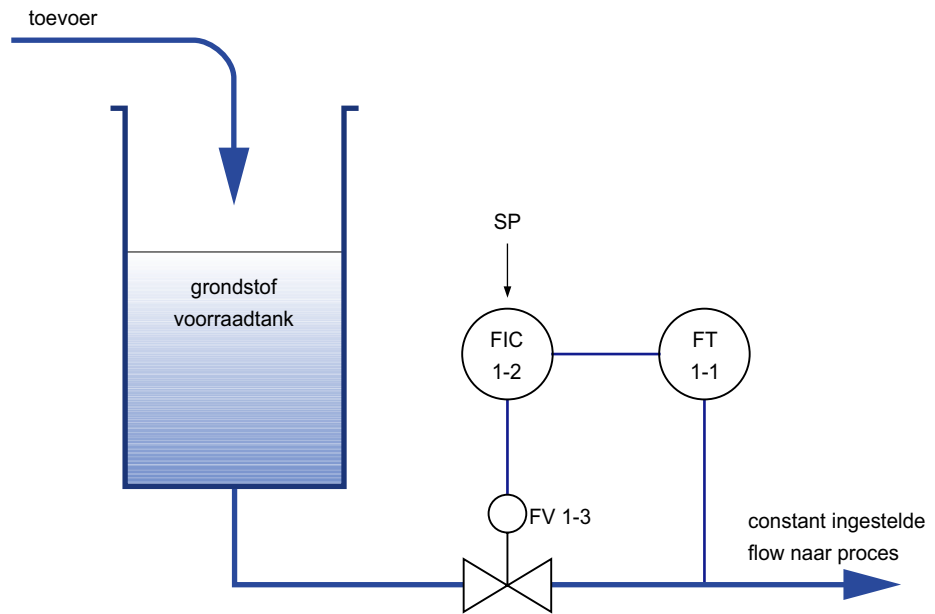 toevoer
SP
grondstof
voorraadtank
FIC
1-2
FT
1-1
FV 1-3
constant ingestelde
flow naar proces